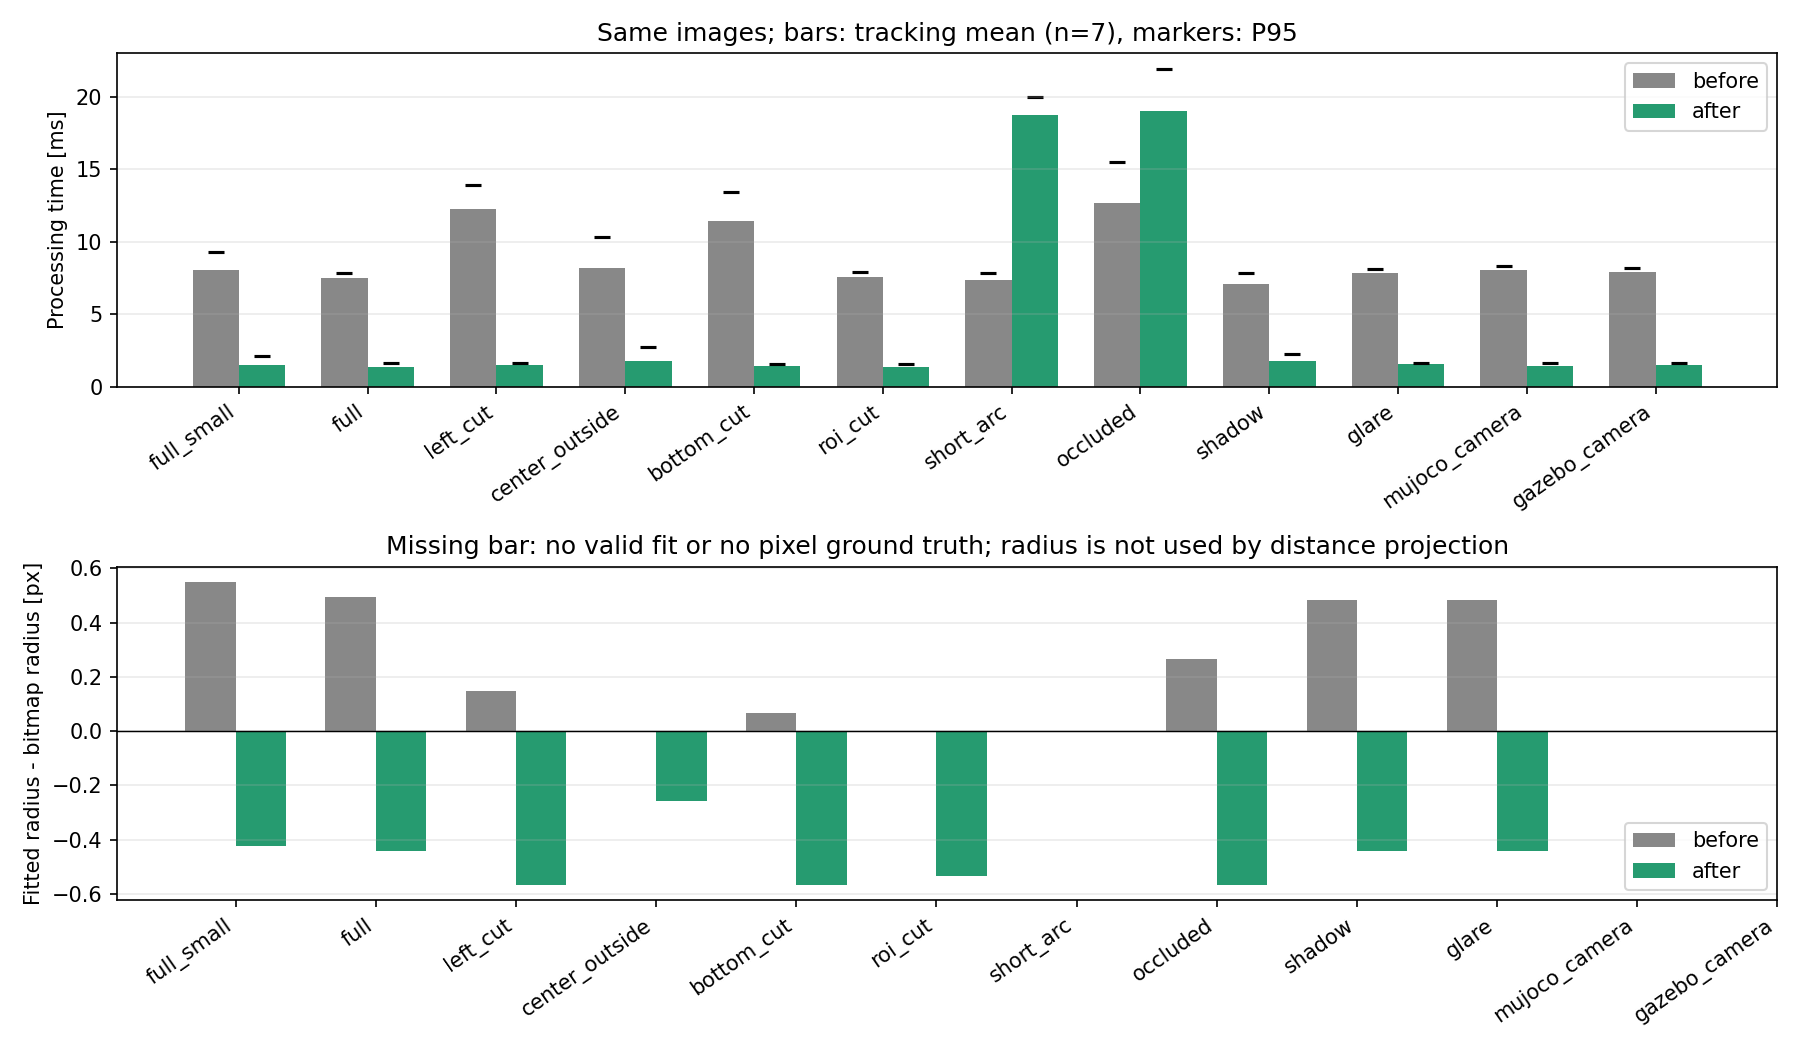 Same images; bars: tracking mean (n=7), markers: P95
Processing time [ms]
20
15
10
5
0
before
after
full_small
full
left_cut
center_outside
bottom_cut
roi_cut
short_arc
occluded
shadow
glare
mujoco_camera
gazebo_camera
Missing bar: no valid fit or no pixel ground truth; radius is not used by distance projection
Fitted radius - bitmap radius [px]
0.6
0.4
0.2
0.0
−0.2
−0.4
−0.6
before
after
full_small
full
left_cut
center_outside
bottom_cut
roi_cut
short_arc
occluded
shadow
glare
mujoco_camera
gazebo_camera